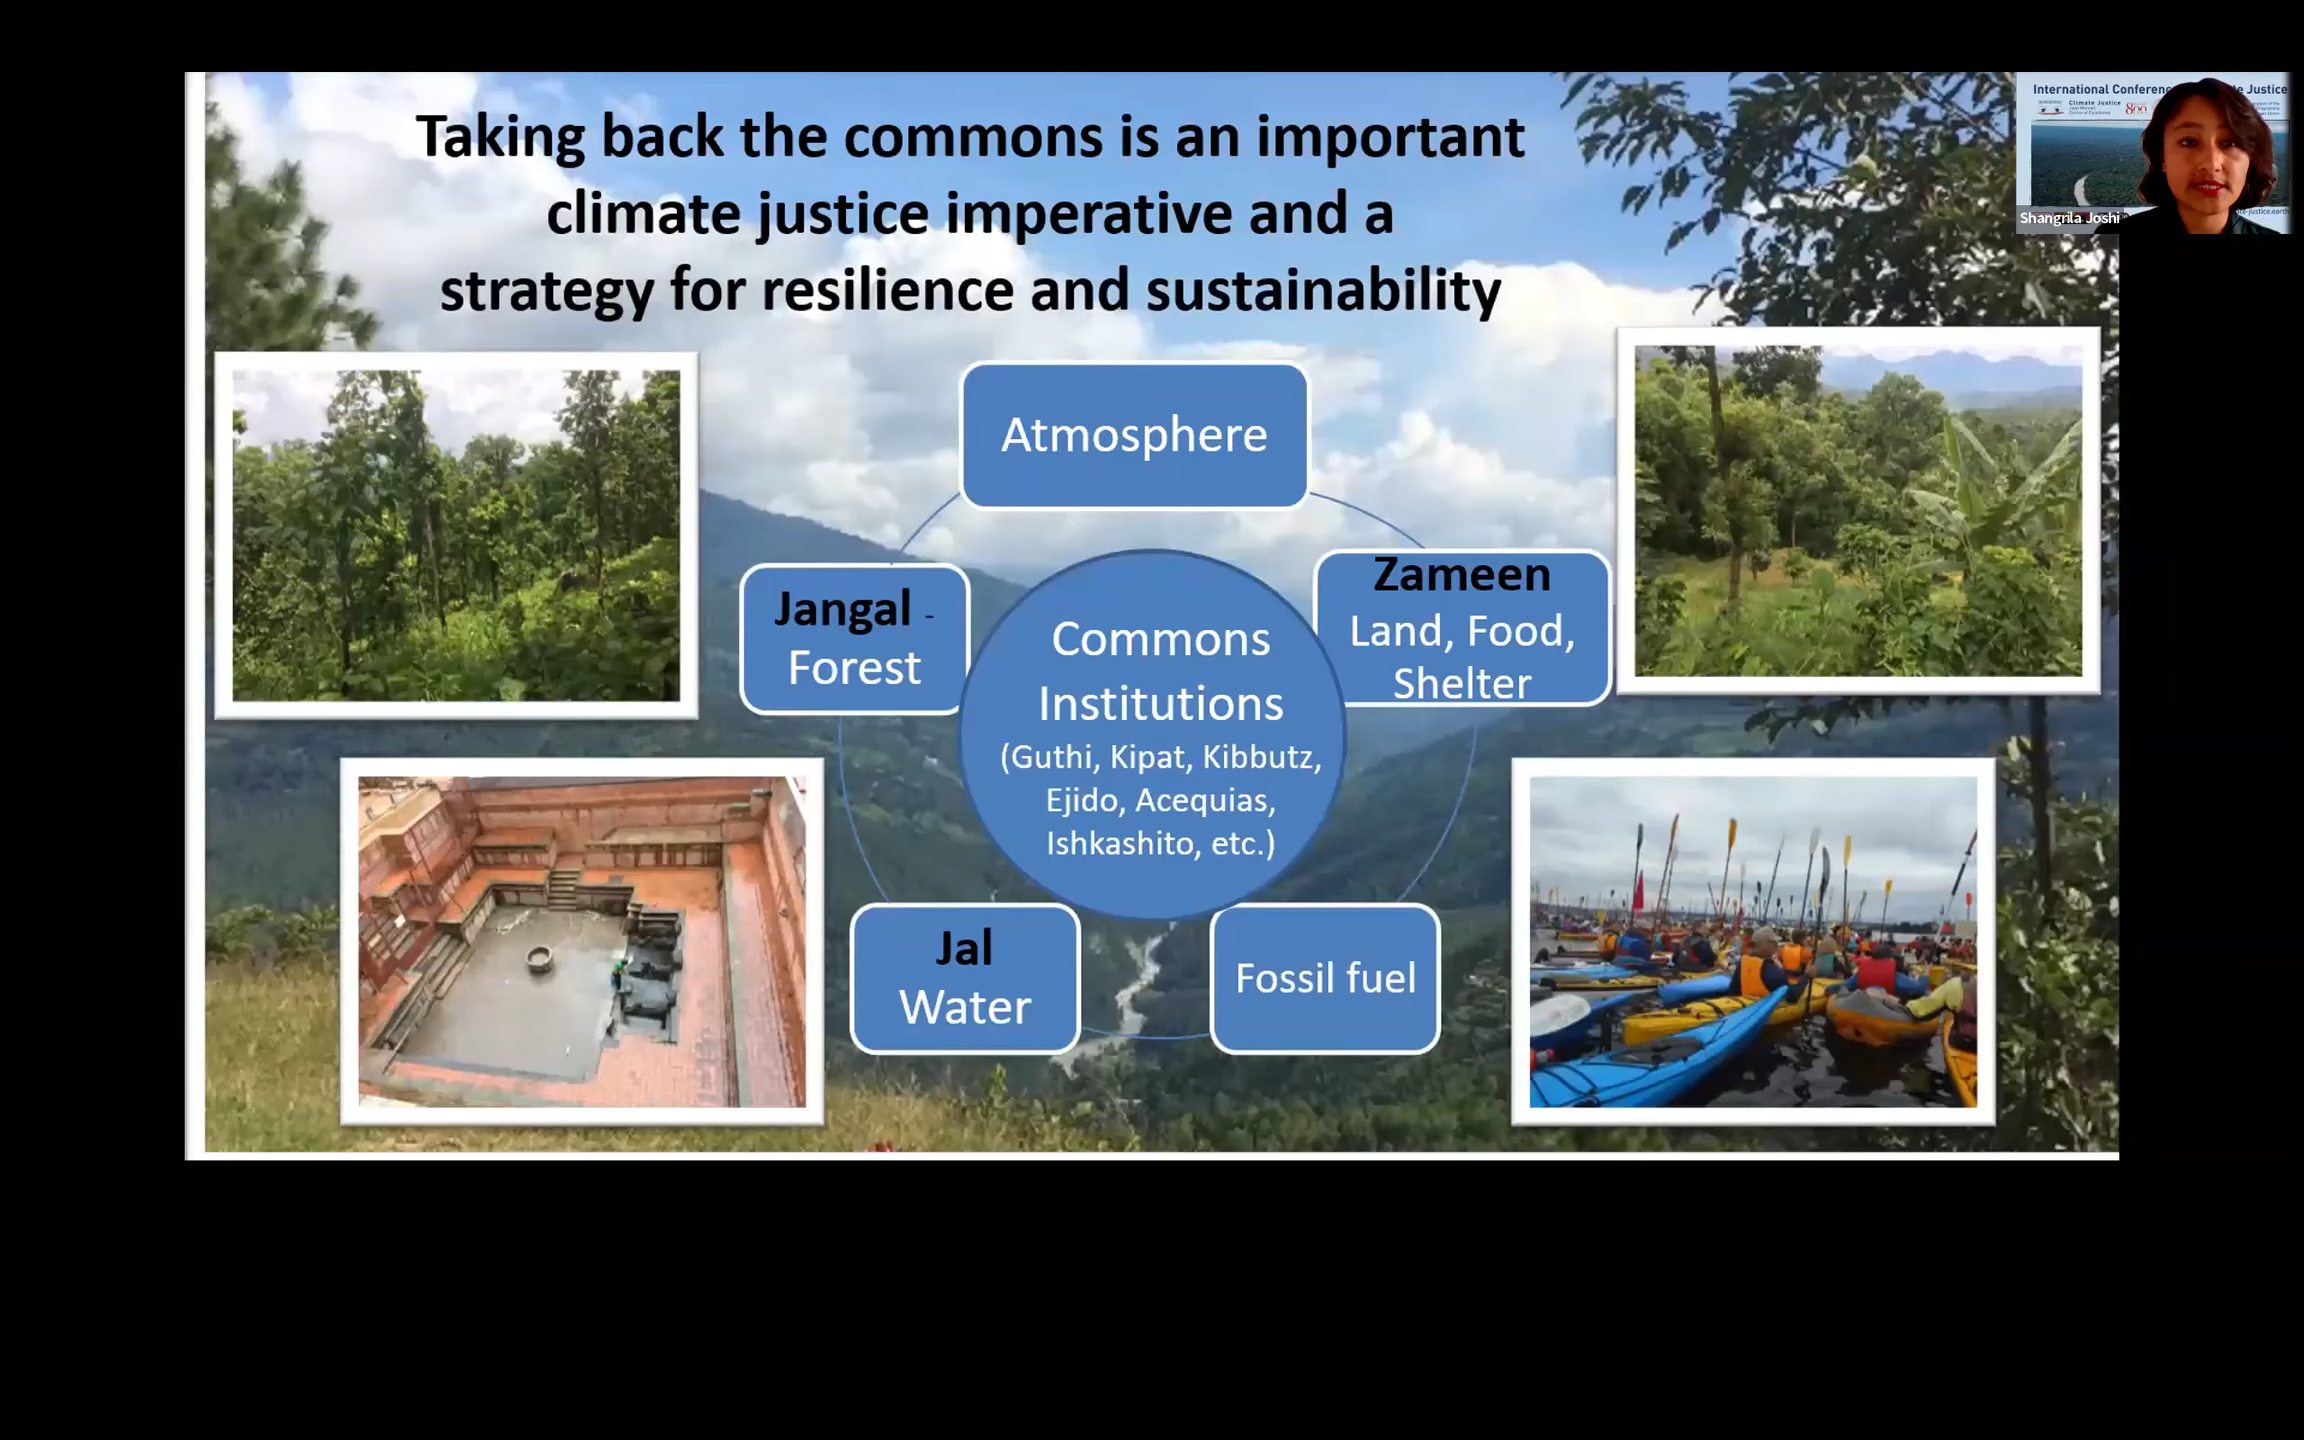 Taking back the commons is an important
climate justice imperative and a
strategy for resilience and sustainability
Atmosphere
Jangal -
Forest
Zameen
Land, Food,
Shelter
Commons
Institutions
(Guthi, Kipat, Kibbutz,
Ejido, Acequias,
Ishkashito, etc.)
Jal
Water
Fossil fuel
International
Justice
Climate Justice
Shangrila Joshi